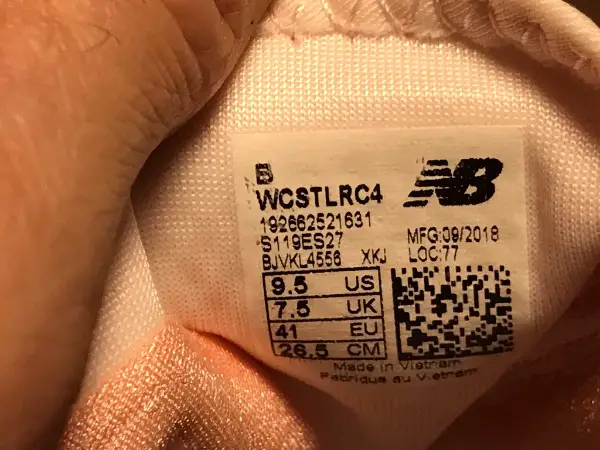 B
WCSTLRC4
NB
192662521631
S119ES27
MFG:09/2018
BJVKL4556 XKJ
LOC:77
9.5 US
7.5 UK
41 EU
26.5 CM
Made in Vietnam
Fabriqué au Vietnam